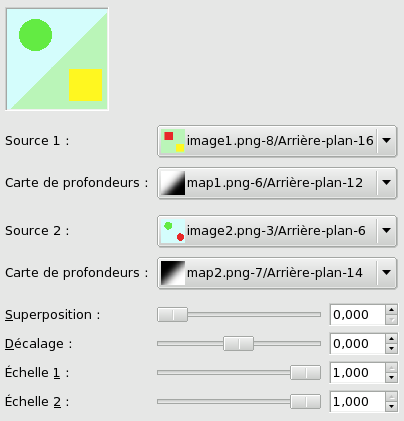 Source 1 : image1.png-8/Arrière-plan-16
Carte de profondeurs : map1.png-6/Arrière-plan-12
Source 2 : image2.png-3/Arrière-plan-6
Carte de profondeurs : map2.png-7/Arrière-plan-14
Superposition : 0,000
Décalage : 0,000
Échelle 1 : 1,000
Échelle 2 : 1,000